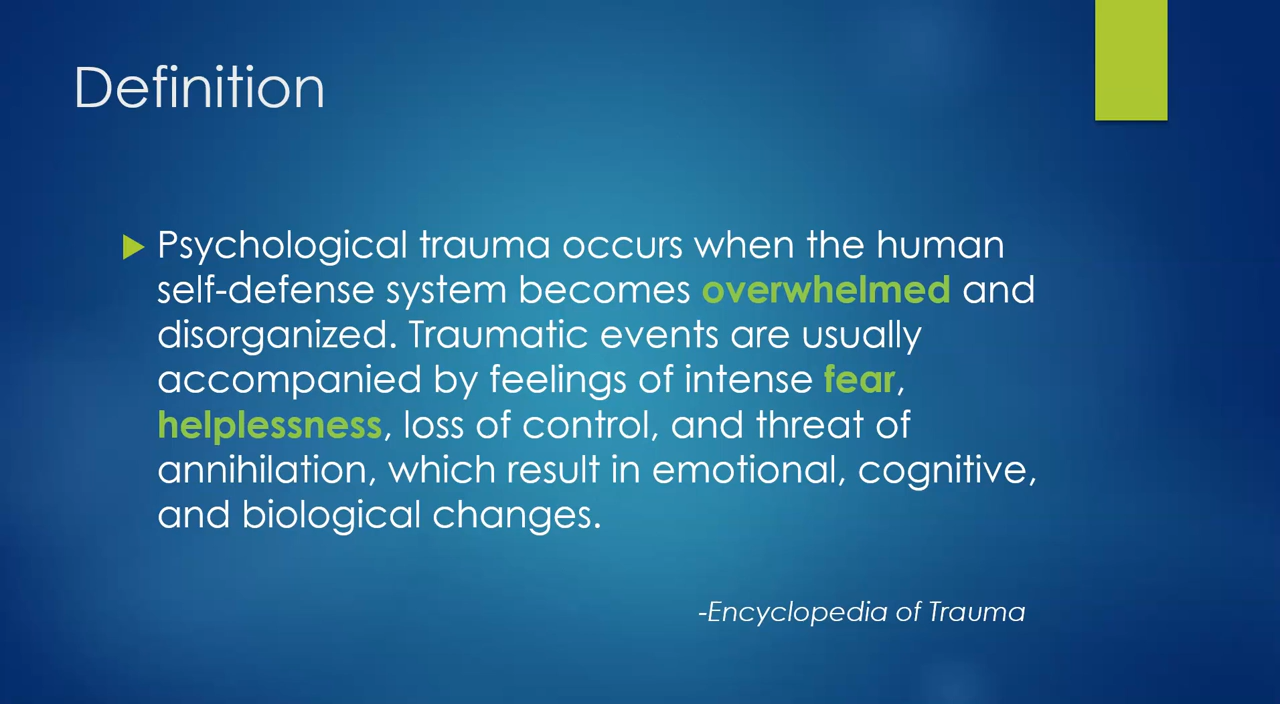 Definition
Psychological trauma occurs when the human
self-defense system becomes overwhelmed and
disorganized. Traumatic events are usually
accompanied by feelings of intense fear,
helplessness, loss of control, and threat of
annihilation, which result in emotional, cognitive,
and biological changes.
-Encyclopedia of Trauma